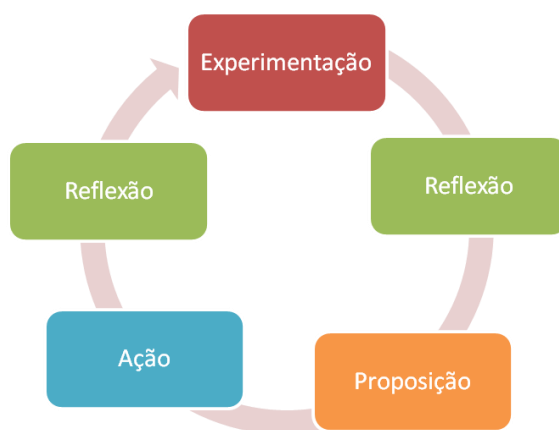 Experimentação
Reflexão
Reflexão
Ação
Proposição